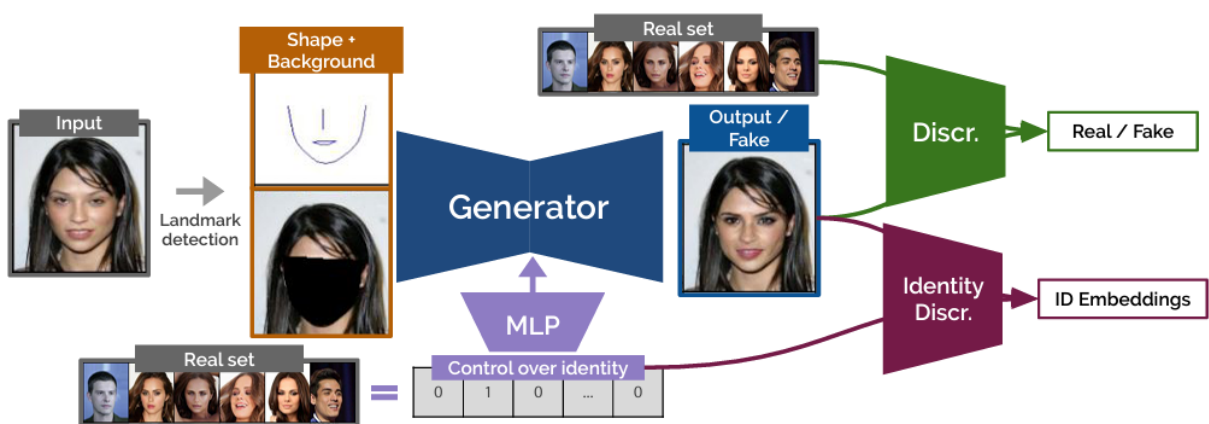 Real set
Shape +
Background
Input
Output /
Fake
Discr.
Real / Fake
Landmark
detection
Generator
Identity
Discr.
ID Embeddings
MLP
Real set
Control over identity
0 1 0 ... 0